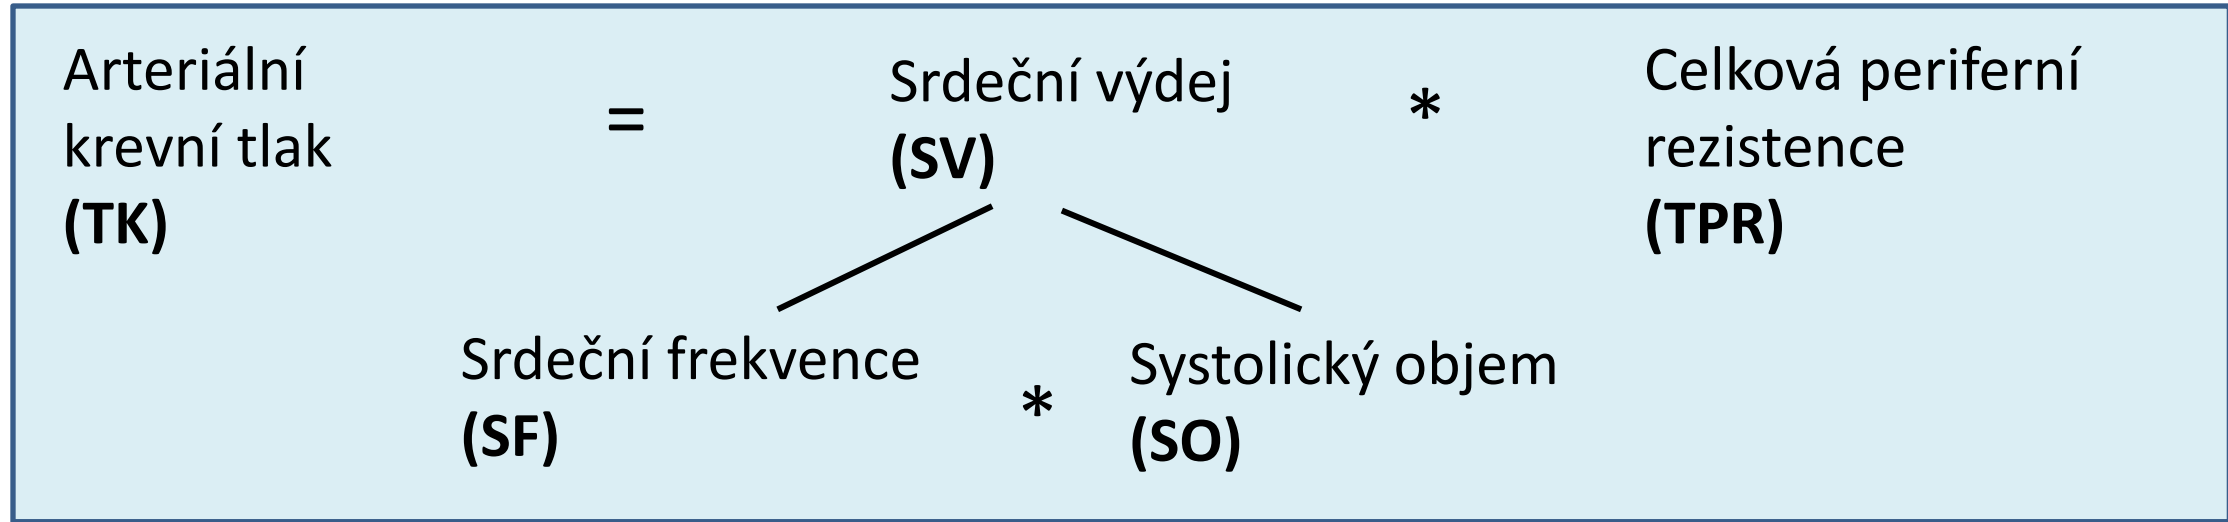 Arteriální
krevní tlak
(TK)
=
Srdeční výdej
(SV)
*
Celková periferní
rezistence
(TPR)
Srdeční frekvence
(SF)
*
Systolický objem
(SO)